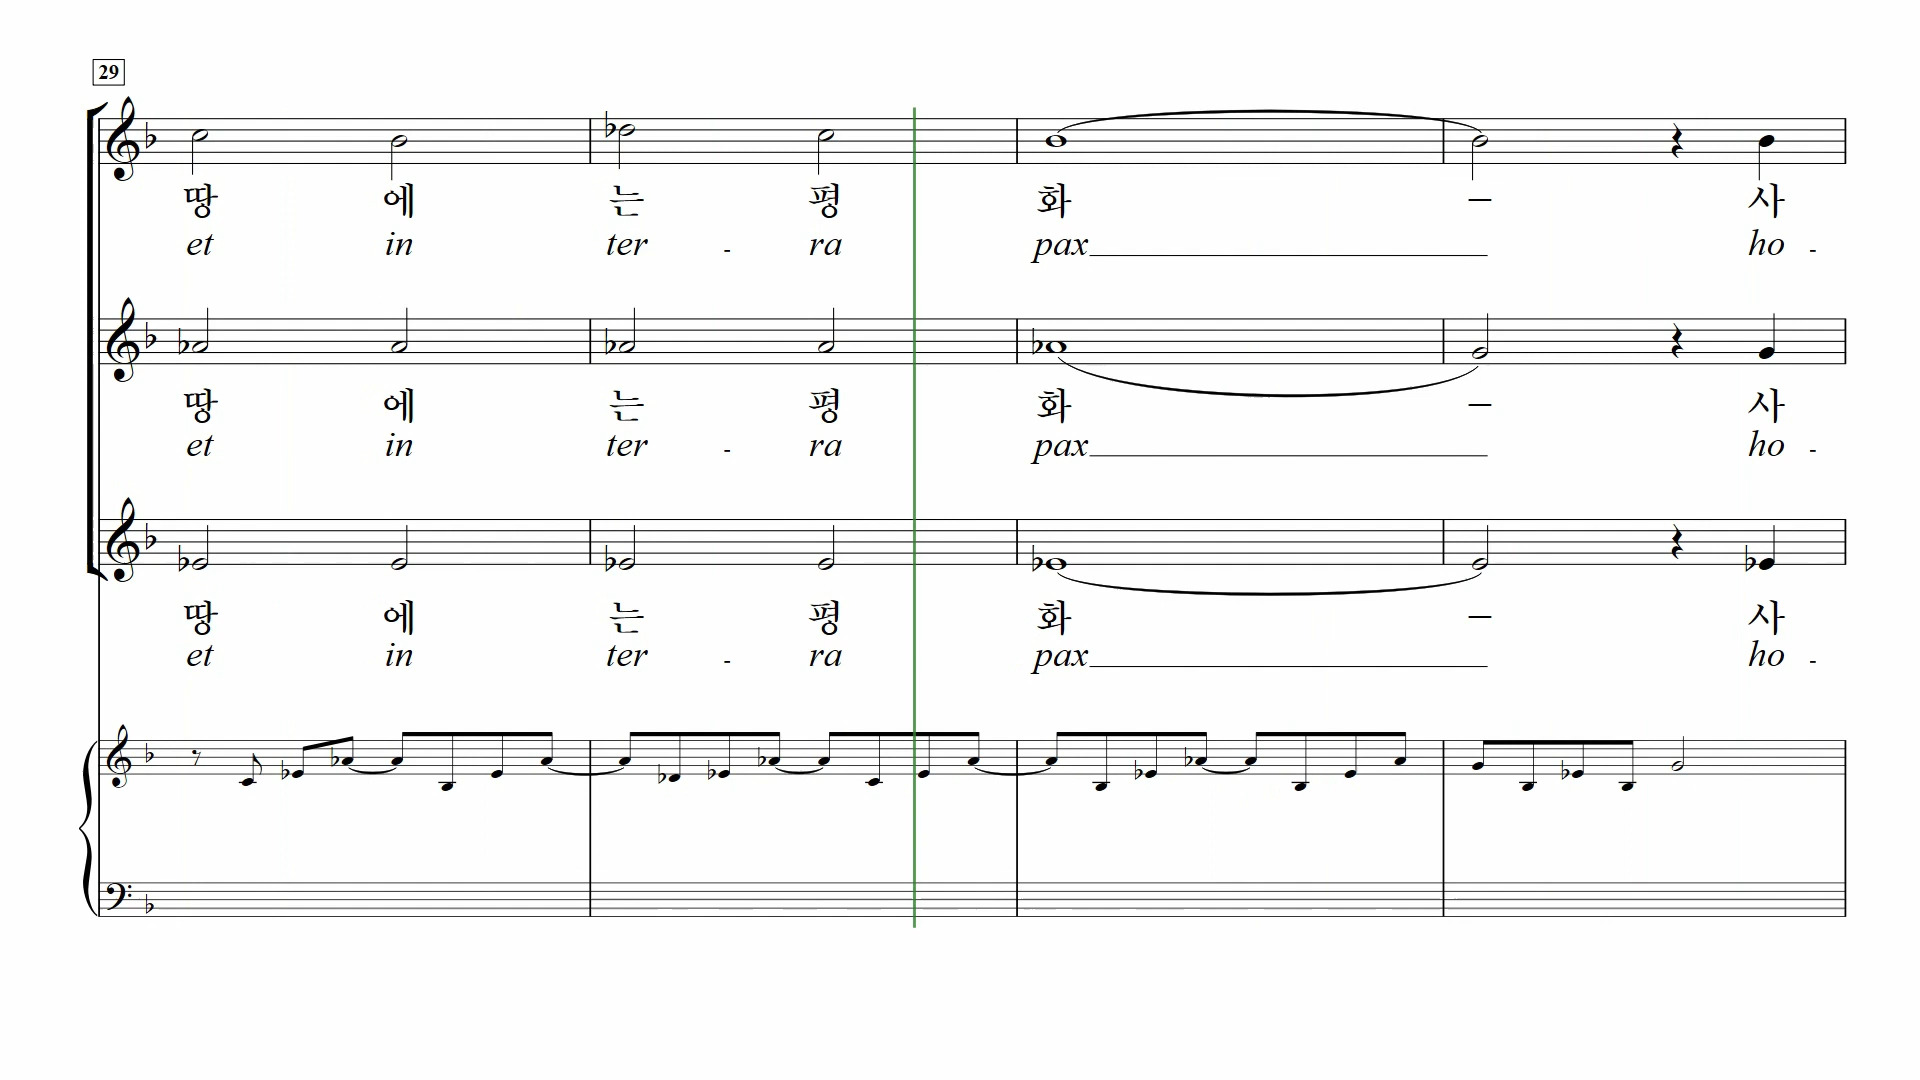 29
땅 에 는 평 화 – 사
et in ter - ra pax ho -
땅 에 는 평 화 – 사
et in ter - ra pax ho -
땅 에 는 평 화 – 사
et in ter - ra pax ho -